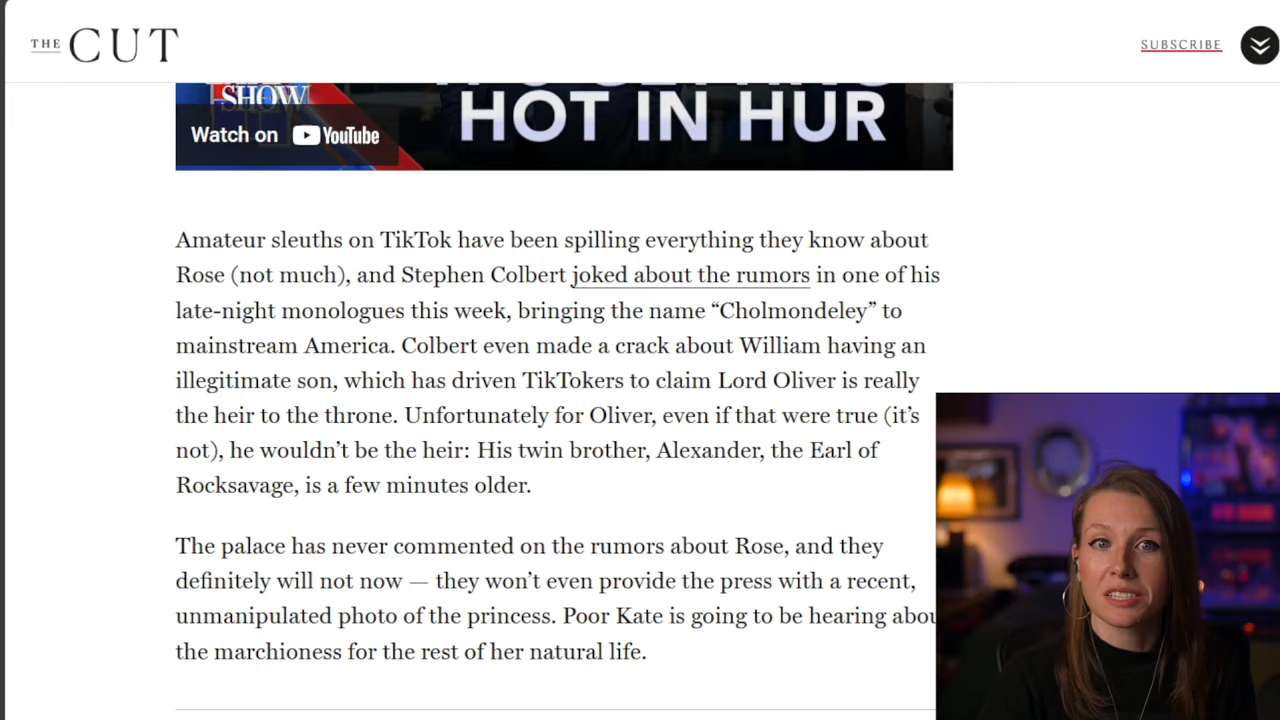 THE CUT
SUBSCRIBE
SHOW
HOT IN HUR
Watch on YouTube
Amateur sleuths on TikTok have been spilling everything they know about
Rose (not much), and Stephen Colbert joked about the rumors in one of his
late-night monologues this week, bringing the name “Cholmondeley” to
mainstream America. Colbert even made a crack about William having an
illegitimate son, which has driven TikTokers to claim Lord Oliver is really
the heir to the throne. Unfortunately for Oliver, even if that were true (it’s
not), he wouldn’t be the heir: His twin brother, Alexander, the Earl of
Rocksavage, is a few minutes older.
The palace has never commented on the rumors about Rose, and they
definitely will not now — they won’t even provide the press with a recent,
unmanipulated photo of the princess. Poor Kate is going to be hearing abou
the marchioness for the rest of her natural life.